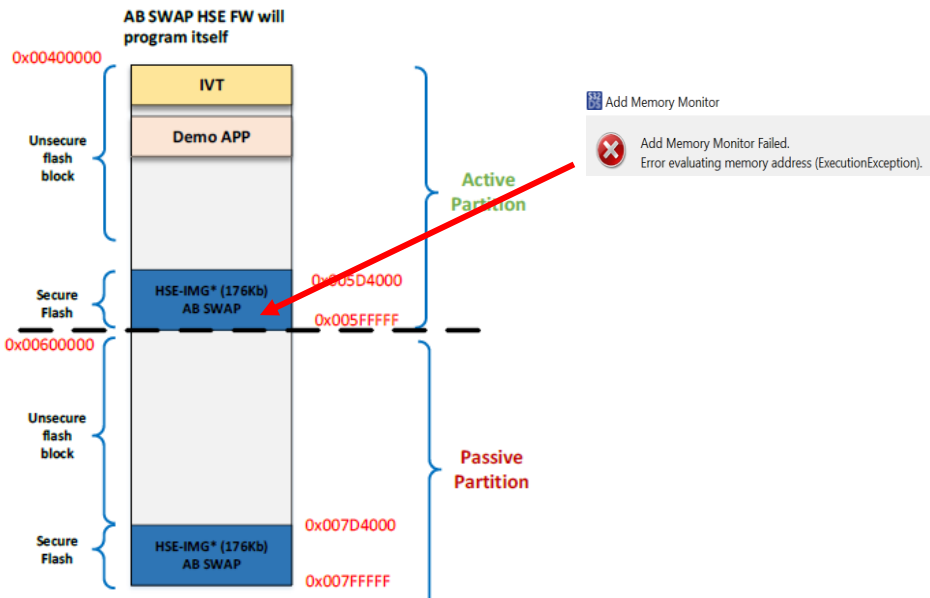 AB SWAP HSE FW will
program itself
0x00400000
IVT
Demo APP
Unsecure
flash
block
Active
Partition
HSE-IMG* (176Kb)
AB SWAP
Secure
Flash
0x005D4000
0x005FFFFF
0x00600000
Unsecure
flash
block
Passive
Partition
0x007D4000
Secure
Flash
HSE-IMG* (176Kb)
AB SWAP
0x007FFFFF
S32
DS
Add Memory Monitor
Add Memory Monitor Failed.
Error evaluating memory address (ExecutionException).